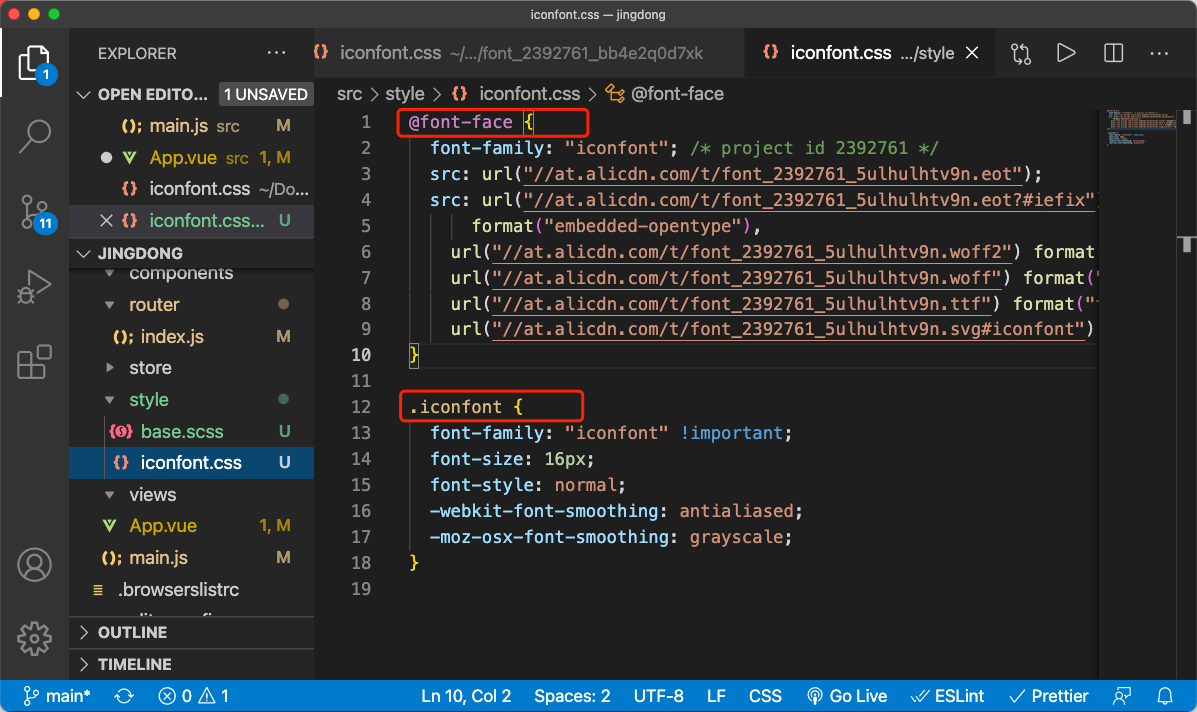 iconfont.css — jingdong
1
EXPLORER
···
iconfont.css ~/.../font_2392761_bb4e2q0d7xk
iconfont.css .../style
···
OPEN EDITO... 1 UNSAVED
src > style > {} iconfont.css > @font-face
main.js src M
App.vue src 1, M
{} iconfont.css ~/Do...
{} iconfont.css... U
11
JINGDONG
components
router
index.js M
store
style
base.scss U
{} iconfont.css U
views
App.vue 1, M
main.js M
.browserslistrc
OUTLINE
TIMELINE
1 @font-face {
2 font-family: "iconfont"; /* project id 2392761 */
3 src: url("//at.alicdn.com/t/font_2392761_5ulhulhtv9n.eot");
4 src: url("//at.alicdn.com/t/font_2392761_5ulhulhtv9n.eot?#iefix")
5 format("embedded-opentype"),
6 url("//at.alicdn.com/t/font_2392761_5ulhulhtv9n.woff2") format
7 url("//at.alicdn.com/t/font_2392761_5ulhulhtv9n.woff") format("
8 url("//at.alicdn.com/t/font_2392761_5ulhulhtv9n.ttf") format("
9 url("//at.alicdn.com/t/font_2392761_5ulhulhtv9n.svg#iconfont")
10 }
11
12 .iconfont {
13 font-family: "iconfont" !important;
14 font-size: 16px;
15 font-style: normal;
16 -webkit-font-smoothing: antialiased;
17 -moz-osx-font-smoothing: grayscale;
18 }
19
main* 0 1 Ln 10, Col 2 Spaces: 2 UTF-8 LF CSS Go Live ESLint Prettier